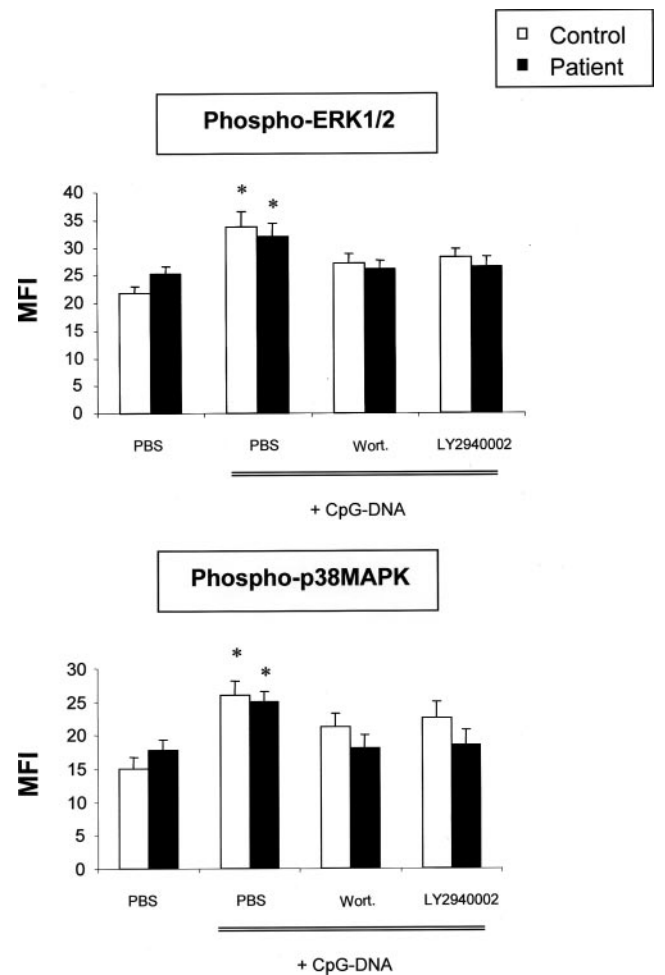 Control
Patient
Phospho-ERK1/2
* *
40
35
30
25
20
15
10
5
0
MFI
PBS PBS Wort. LY2940002
+ CpG-DNA
Phospho-p38MAPK
* *
30
25
20
15
10
5
0
MFI
PBS PBS Wort. LY2940002
+ CpG-DNA